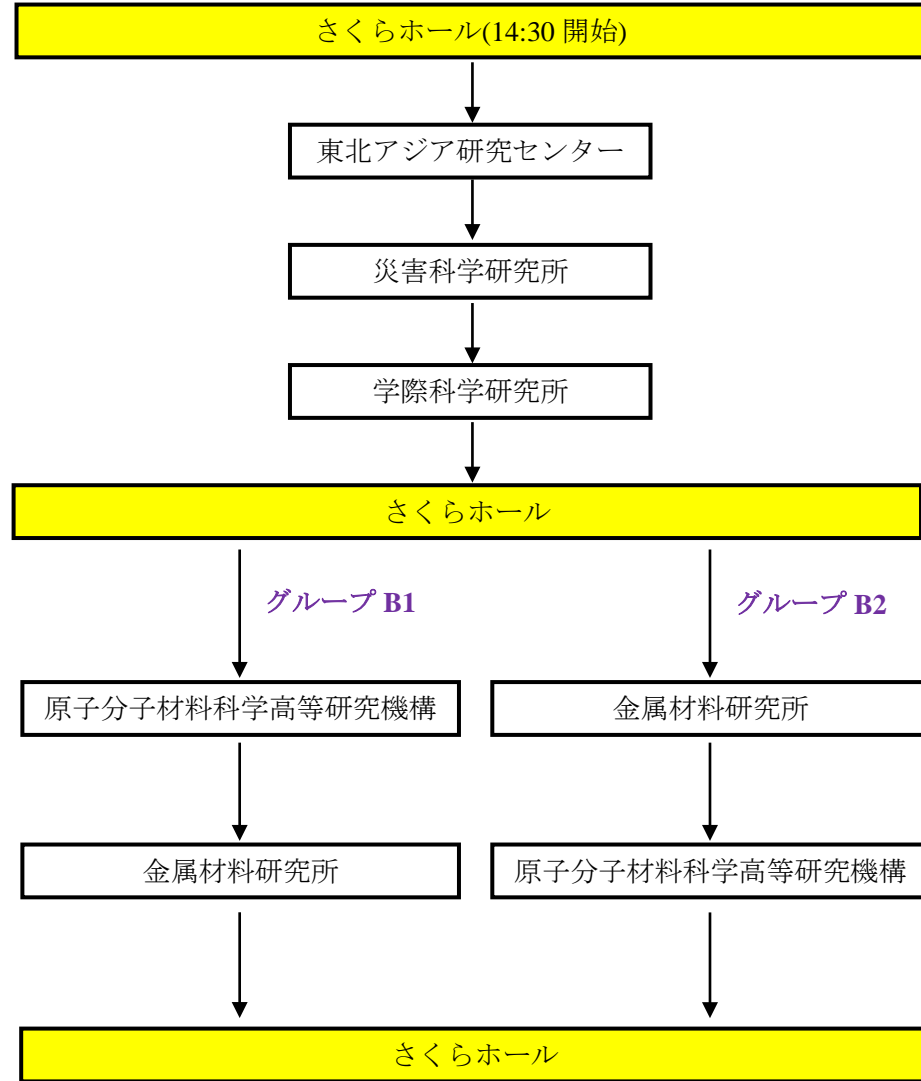 さくらホール(14:30 開始)
東北アジア研究センター
災害科学研究所
学際科学研究所
さくらホール
グループ B1
グループ B2
原子分子材料科学高等研究機構
金属材料研究所
金属材料研究所
原子分子材料科学高等研究機構
さくらホール